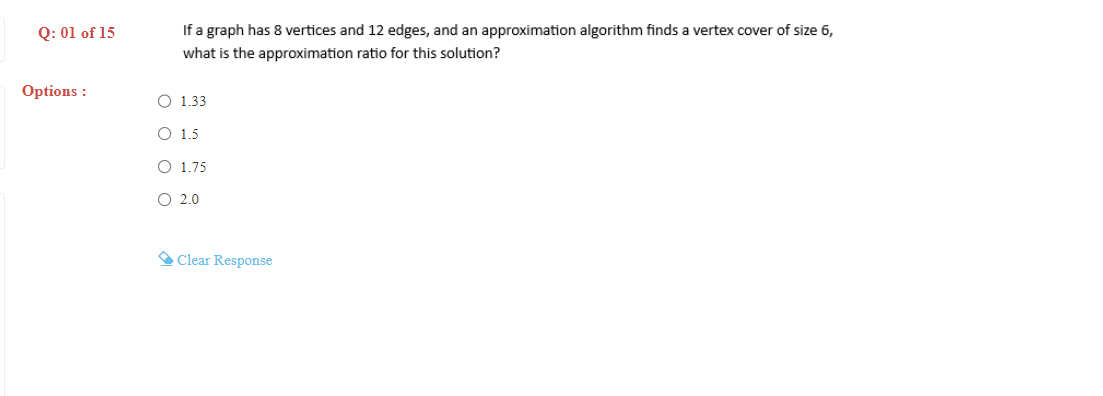 Q: 01 of 15
If a graph has 8 vertices and 12 edges, and an approximation algorithm finds a vertex cover of size 6,
what is the approximation ratio for this solution?
Options :
1.33
1.5
1.75
2.0
Clear Response